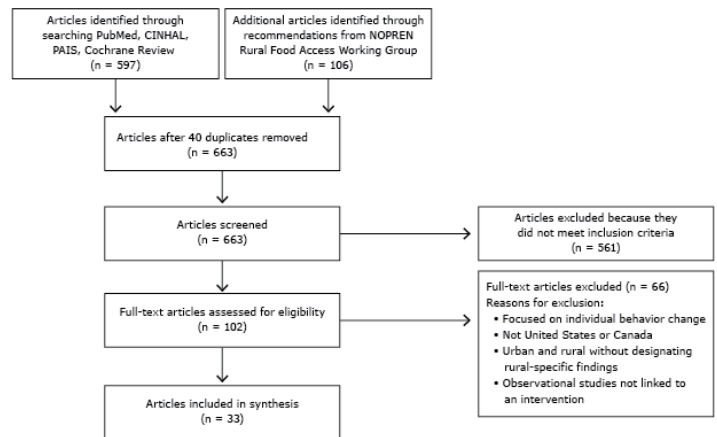 Articles identified through
searching PubMed, CINHAL,
PAIS, Cochrane Review
(n = 597)
Additional articles identified through
recommendations from NOPREN
Rural Food Access Working Group
(n = 106)
Articles after 40 duplicates removed
(n = 663)
Articles screened
(n = 663)
Articles excluded because they
did not meet inclusion criteria
(n = 561)
Full-text articles assessed for eligibility
(n = 102)
Full-text articles excluded (n = 66)
Reasons for exclusion:
• Focused on individual behavior change
• Not United States or Canada
• Urban and rural without designating
rural-specific findings
• Observational studies not linked to
an intervention
Articles included in synthesis
(n = 33)